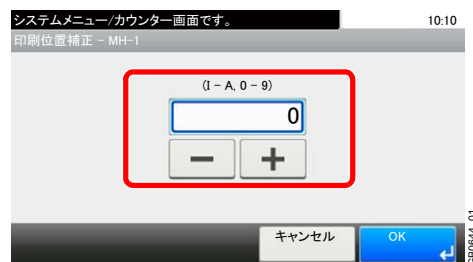 システムメニュー/カウンター画面です。
10:10
印刷位置補正 - MH-1
(I - A, 0 - 9)
0
キャンセル
OK